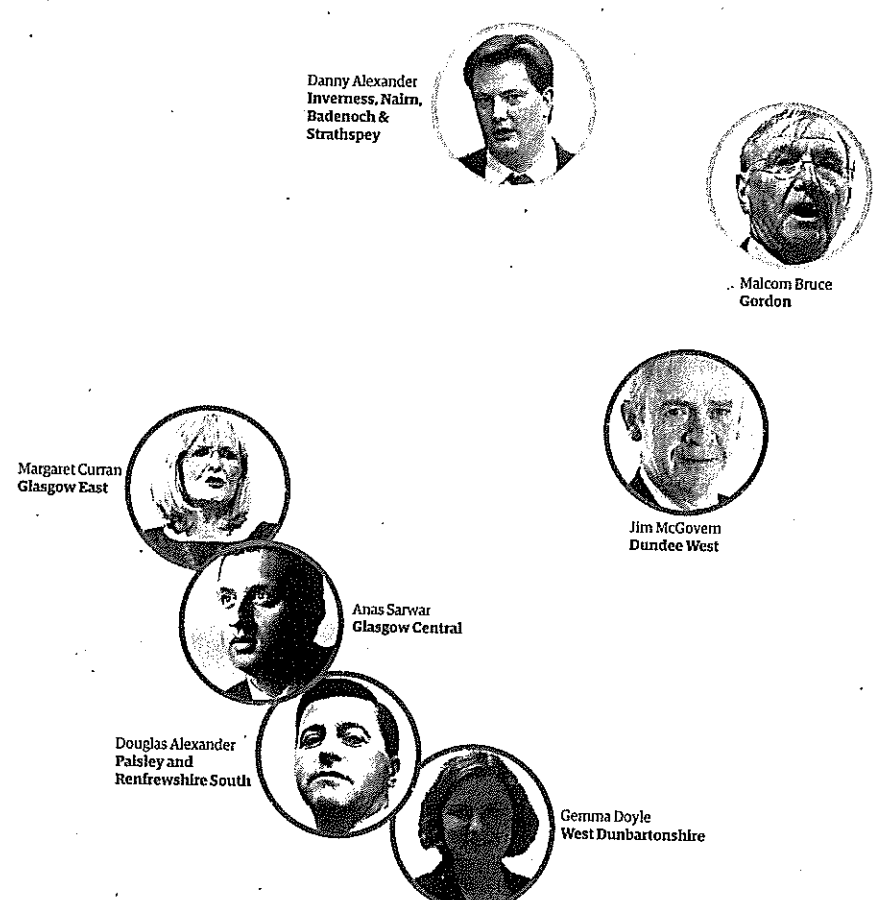 Danny Alexander
Inverness, Nairn,
Badenoch &
Strathspey
Malcom Bruce
Gordon
Margaret Curran
Glasgow East
Jim McGovern
Dundee West
Anas Sarwar
Glasgow Central
Douglas Alexander
Paisley and
Renfrewshire South
Gemma Doyle
West Dunbartonshire